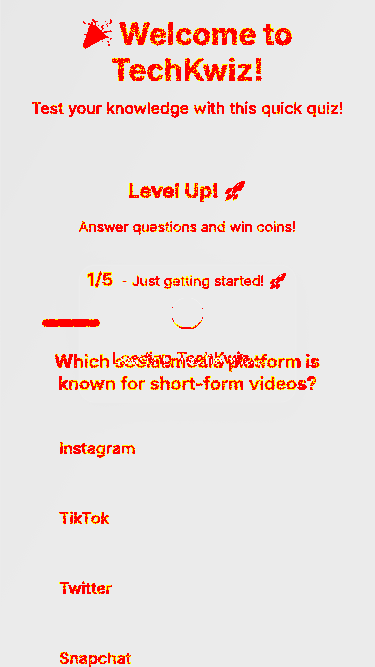 🎉 Welcome to
TechKwiz!
Test your knowledge with this quick quiz!
Level Up! 🚀
Answer questions and win coins!
1/5 - Just getting started! 🚀
Loading TechKwiz...
Which social media platform is
known for short-form videos?
Instagram
TikTok
Twitter
Snapchat